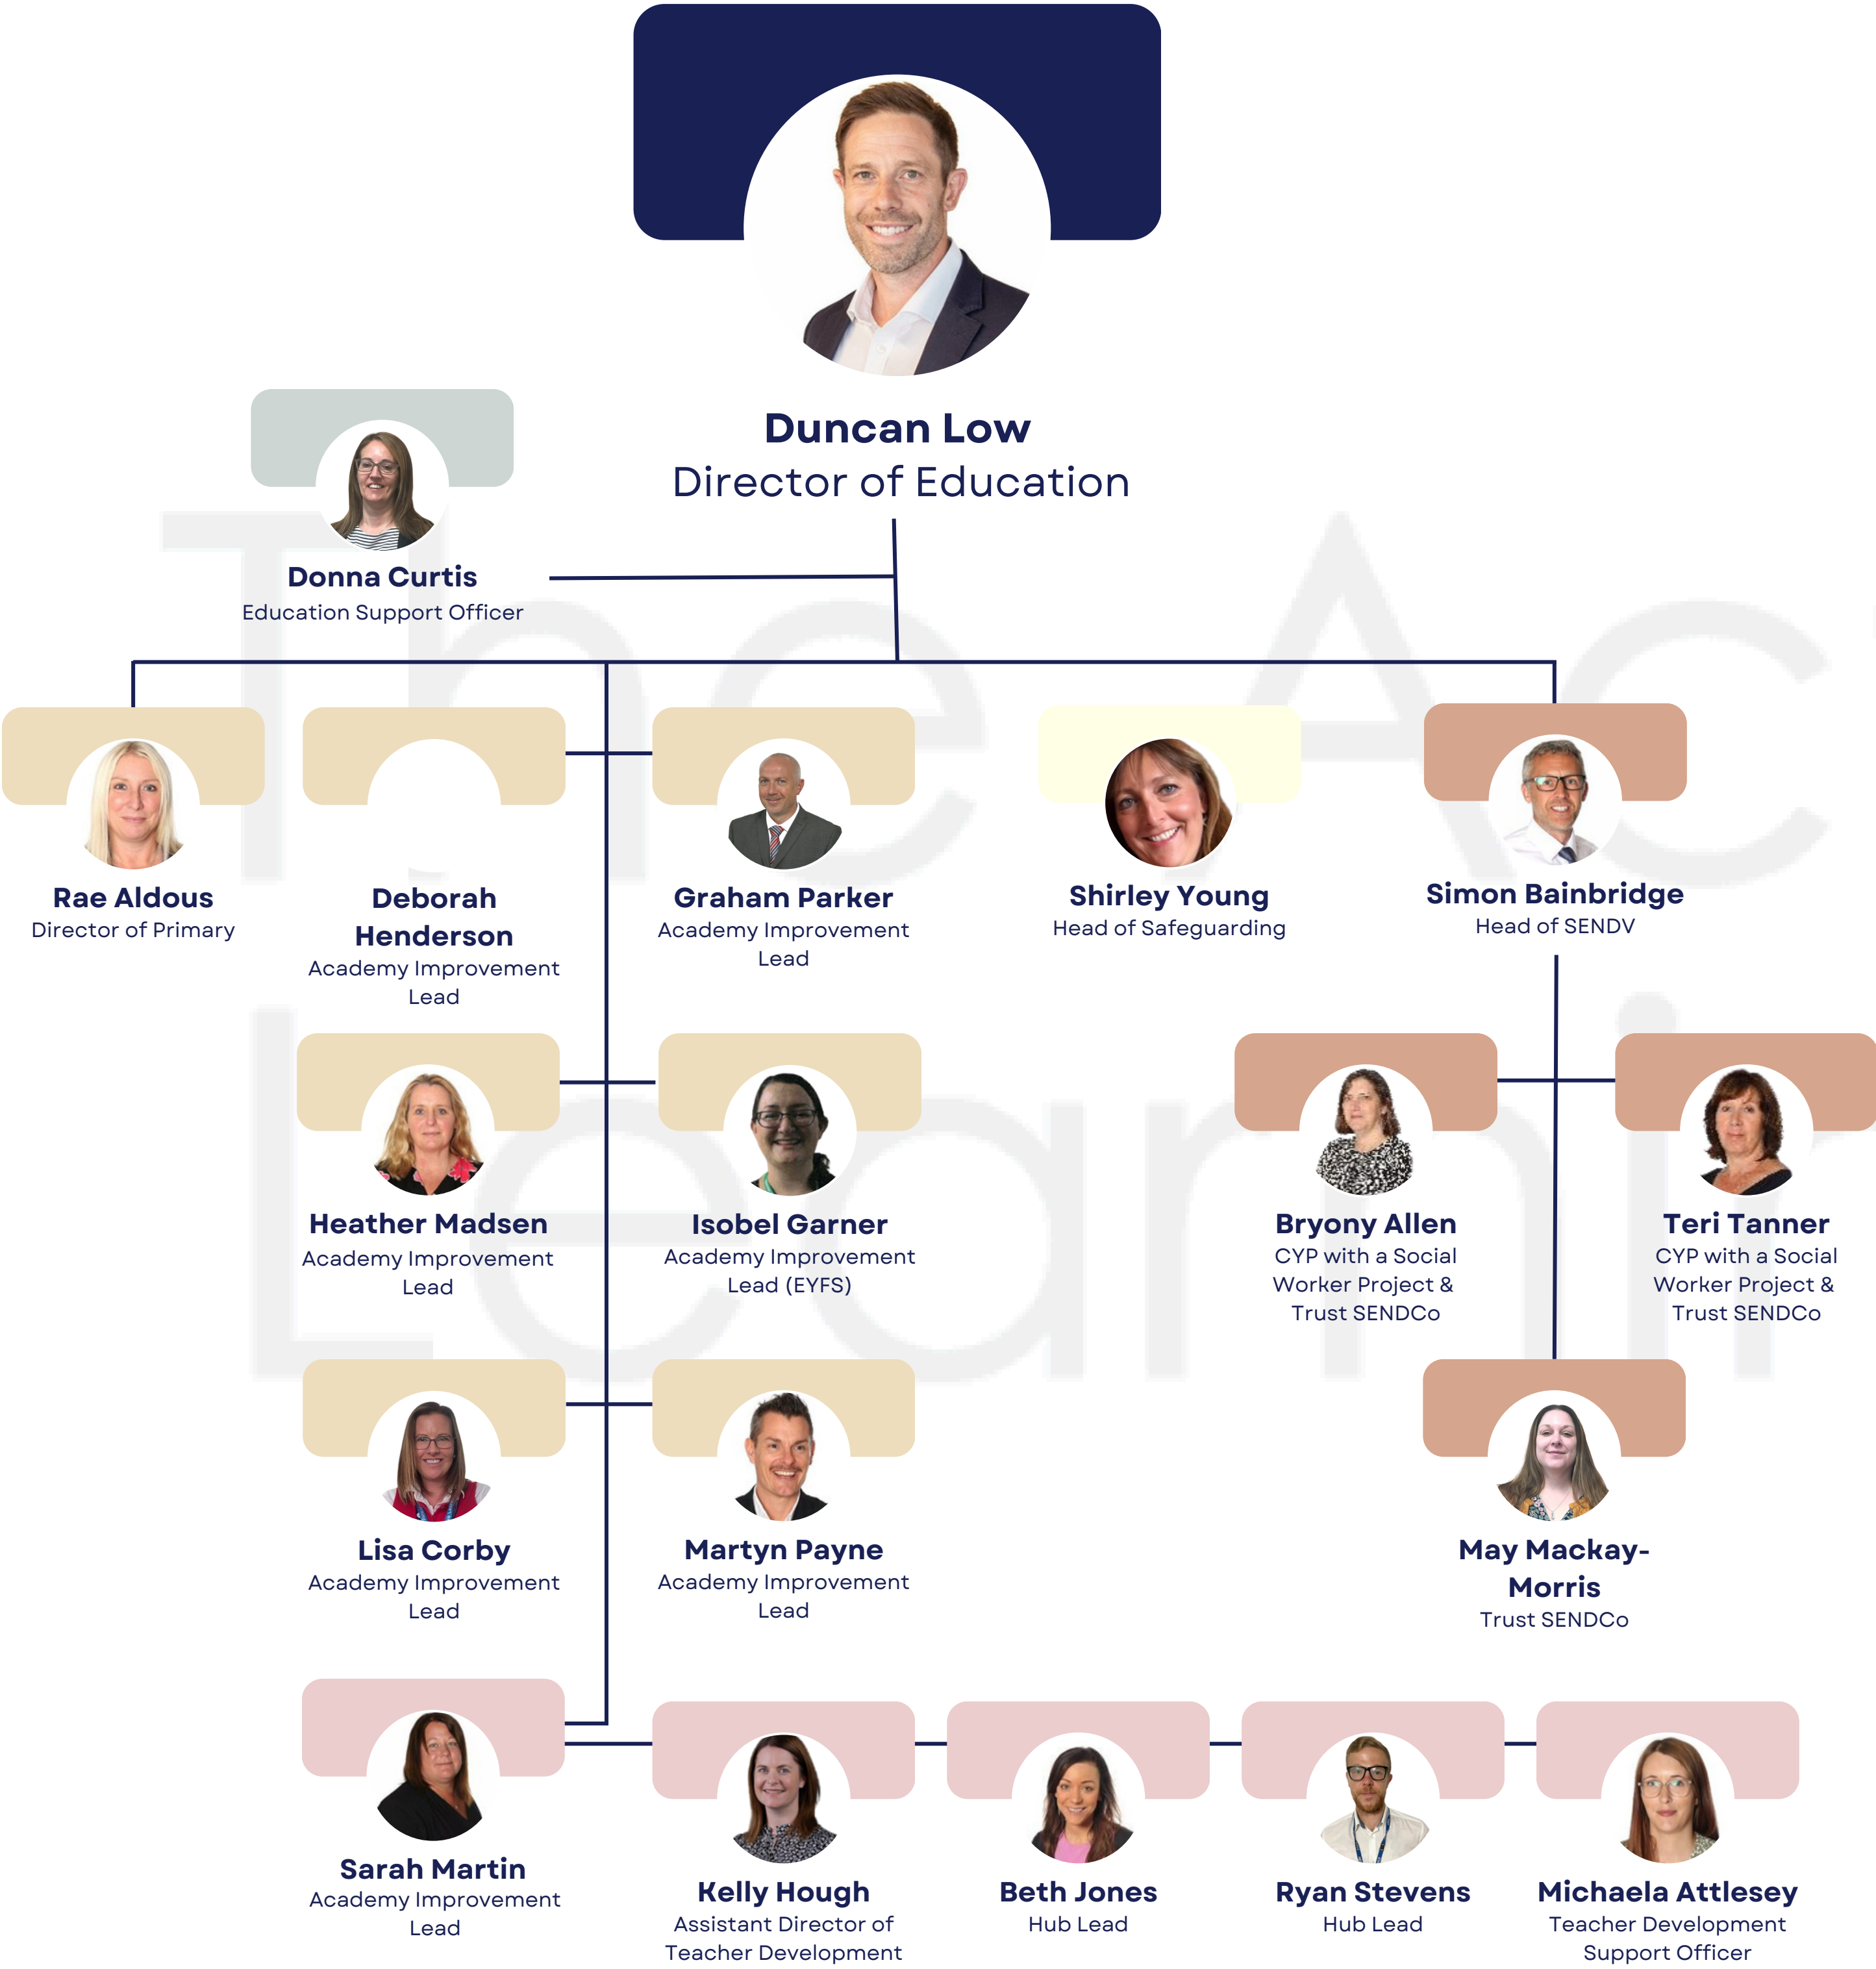 Duncan Low
Director of Education
Donna Curtis
Education Support Officer
Rae Aldous
Director of Primary
Deborah
Henderson
Academy Improvement
Lead
Graham Parker
Academy Improvement
Lead
Shirley Young
Head of Safeguarding
Simon Bainbridge
Head of SENDV
Heather Madsen
Academy Improvement
Lead
Isobel Garner
Academy Improvement
Lead (EYFS)
Bryony Allen
CYP with a Social
Worker Project &
Trust SENDCo
Teri Tanner
CYP with a Social
Worker Project &
Trust SENDCo
Lisa Corby
Academy Improvement
Lead
Martyn Payne
Academy Improvement
Lead
May Mackay-
Morris
Trust SENDCo
Sarah Martin
Academy Improvement
Lead
Kelly Hough
Assistant Director of
Teacher Development
Beth Jones
Hub Lead
Ryan Stevens
Hub Lead
Michaela Attlesey
Teacher Development
Support Officer
The